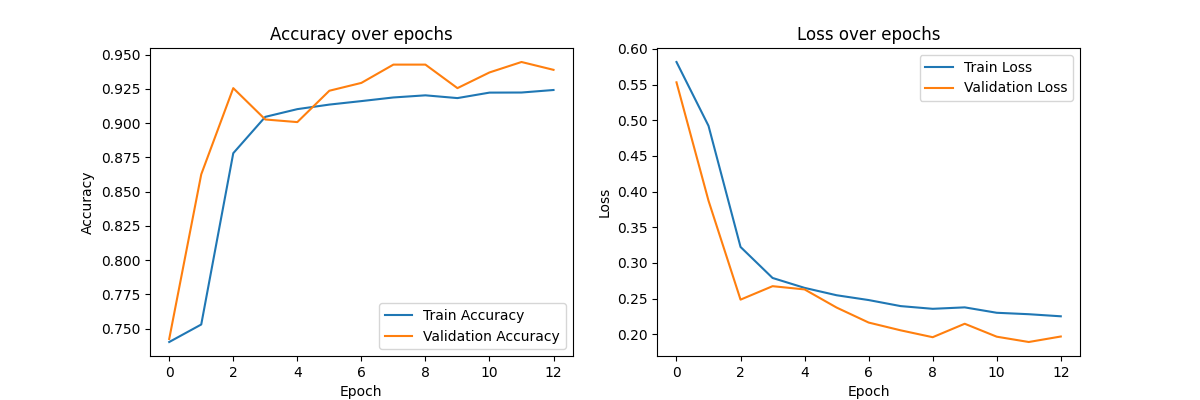 Accuracy over epochs
0.950
0.925
0.900
0.875
0.850
0.825
0.800
0.775
0.750
Accuracy
0 2 4 6 8 10 12
Epoch
Train Accuracy
Validation Accuracy
Loss over epochs
0.60
0.55
0.50
0.45
0.40
0.35
0.30
0.25
0.20
Loss
0 2 4 6 8 10 12
Epoch
Train Loss
Validation Loss